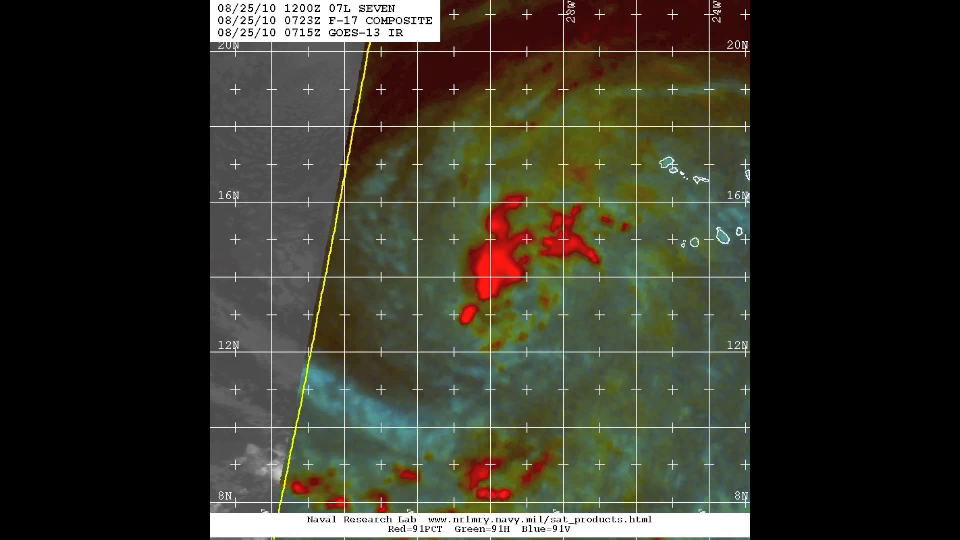 08/25/10 1200Z 07L SEVEN
08/25/10 0723Z F-17 COMPOSITE
08/25/10 0715Z GOES-13 IR
28W
24W
20N
20N
16N
16N
12N
12N
8N
8N
Naval Research Lab www.nrlmry.navy.mil/sat_products.html
Red=91PCT Green=91H Blue=91V